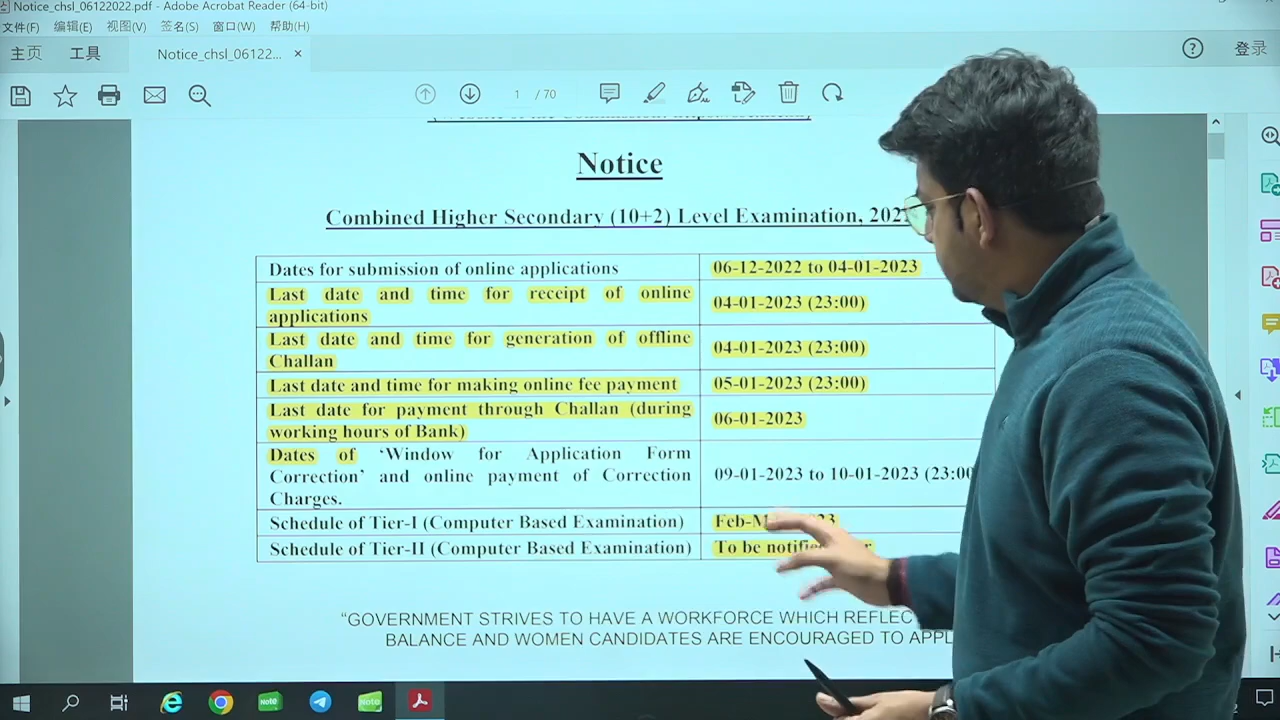 Notice_chsl_06122022.pdf - Adobe Acrobat Reader (64-bit)
文件(F) 编辑(E) 视图(V) 签名(S) 窗口(W) 帮助(H)
主页 工具 Notice_chsl_06122... × 登录
1 / 70
Notice
Combined Higher Secondary (10+2) Level Examination,
Dates for submission of online applications 06-12-2022 to 04-01-2023
Last date and time for receipt of online 04-01-2023 (23:00)
applications
Last date and time for generation of offline 04-01-2023 (23:00)
Challan
Last date and time for making online fee payment 05-01-2023 (23:00)
Last date for payment through Challan (during 06-01-2023
working hours of Bank)
Dates of ‘Window for Application Form
Correction’ and online payment of Correction 09-01-2023 to 10-01-2023 (23:00
Charges.
Schedule of Tier-I (Computer Based Examination)
Schedule of Tier-II (Computer Based Examination) To be
“GOVERNMENT STRIVES TO HAVE A WORKFORCE WHICH
BALANCE AND WOMEN CANDIDATES ARE ENCOURAGED TO
Note Note